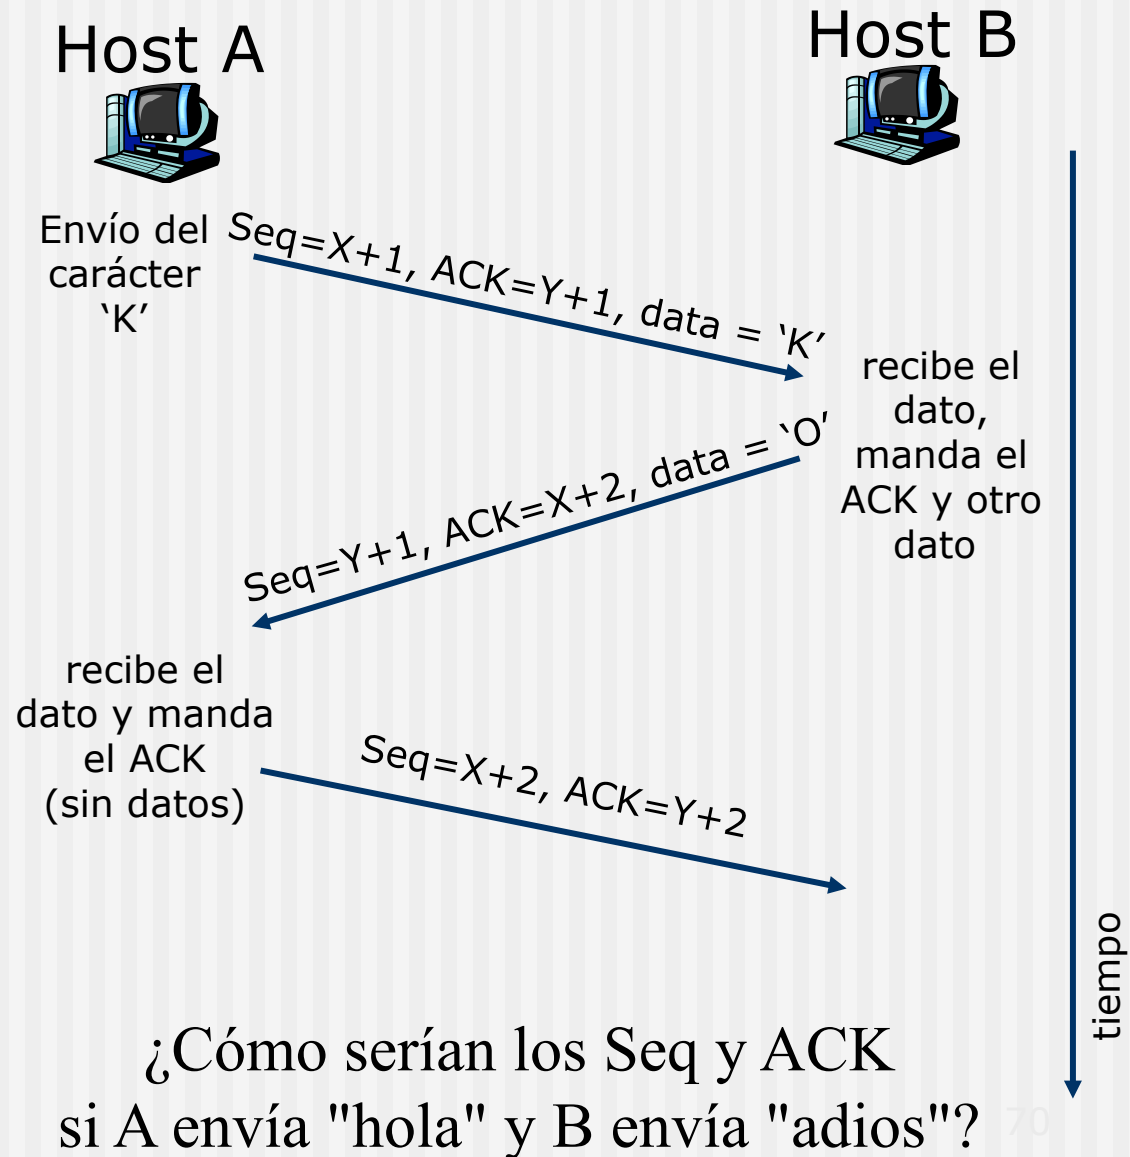 Host A
Host B
Envío del
carácter
‘K’
Seq=X+1, ACK=Y+1, data = ‘K’
recibe el
dato,
manda el
ACK y otro
dato
Seq=Y+1, ACK=X+2, data = ‘O’
recibe el
dato y manda
el ACK
(sin datos)
Seq=X+2, ACK=Y+2
tiempo
¿Cómo serían los Seq y ACK
si A envía "hola" y B envía "adios"?
70